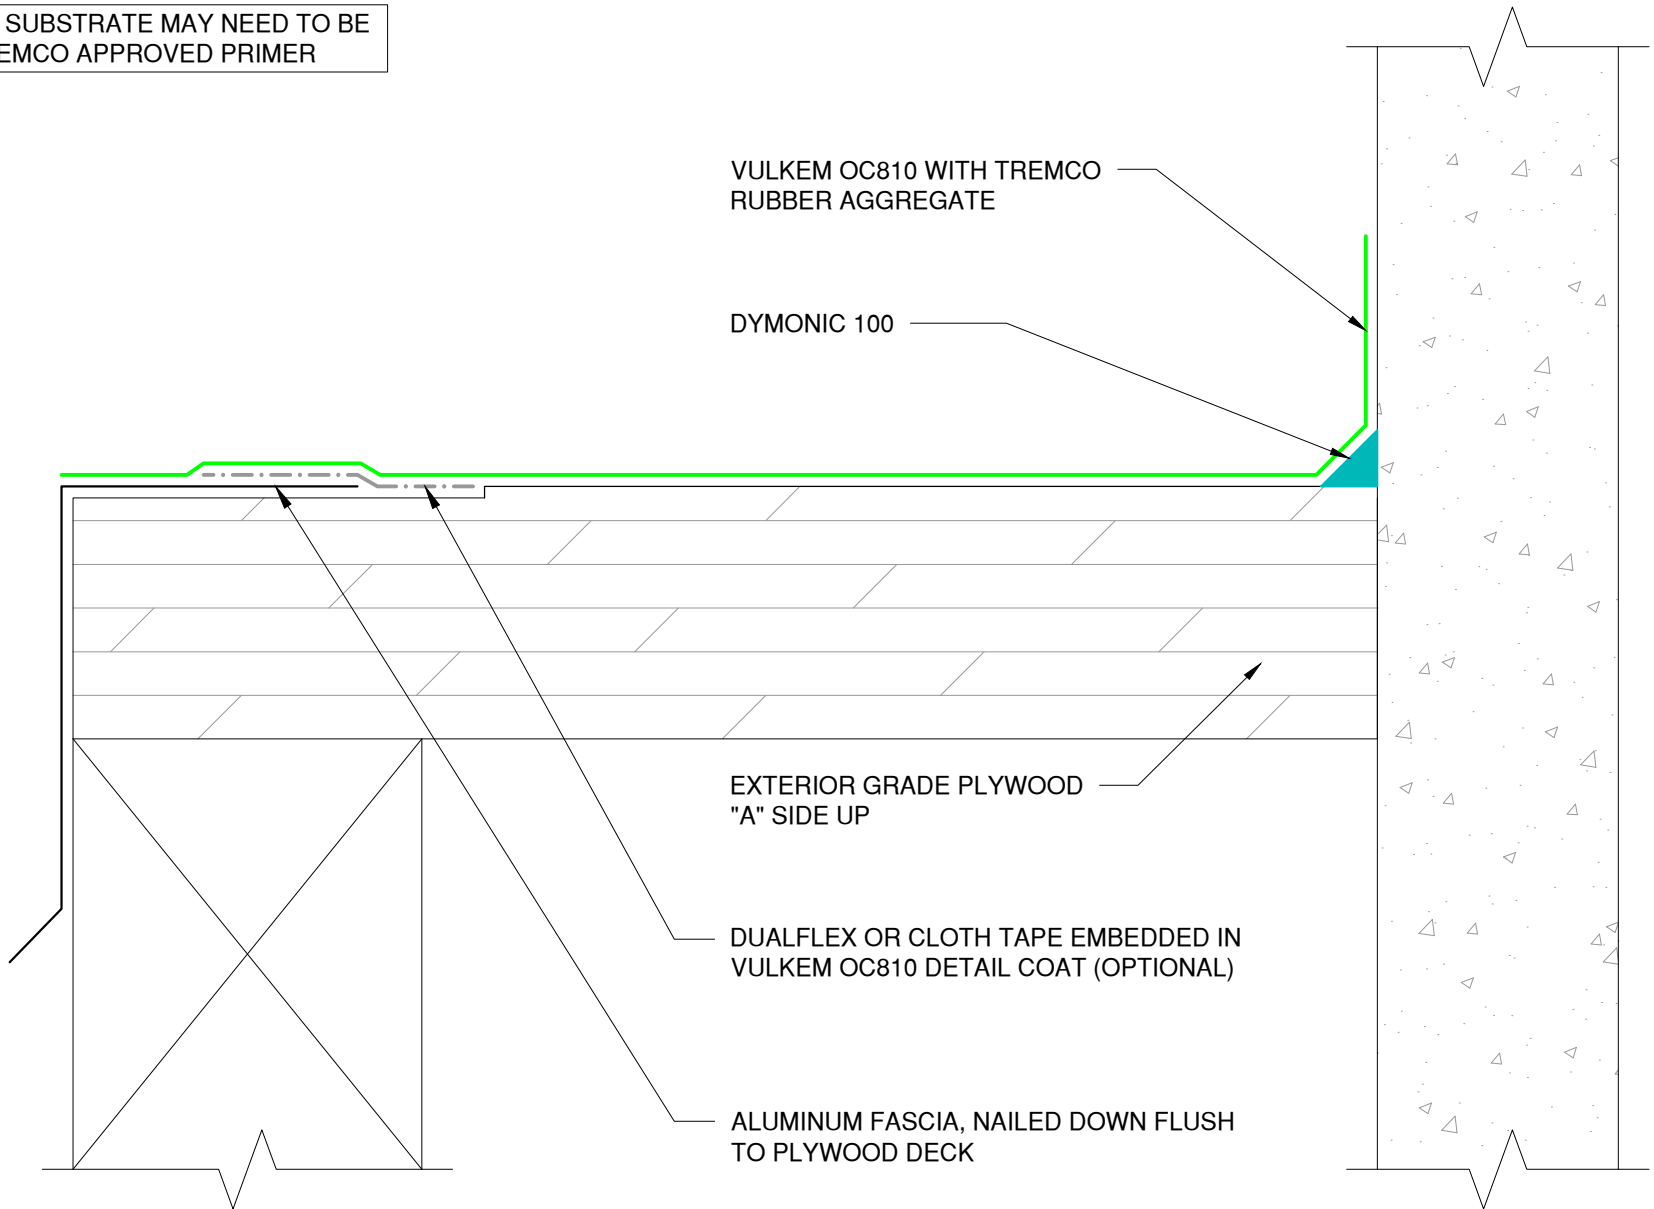 SUBSTRATE MAY NEED TO BE
EMCO APPROVED PRIMER
VULKEM OC810 WITH TREMCO
RUBBER AGGREGATE
DYMONIC 100
EXTERIOR GRADE PLYWOOD
"A" SIDE UP
DUALFLEX OR CLOTH TAPE EMBEDDED IN
VULKEM OC810 DETAIL COAT (OPTIONAL)
ALUMINUM FASCIA, NAILED DOWN FLUSH
TO PLYWOOD DECK